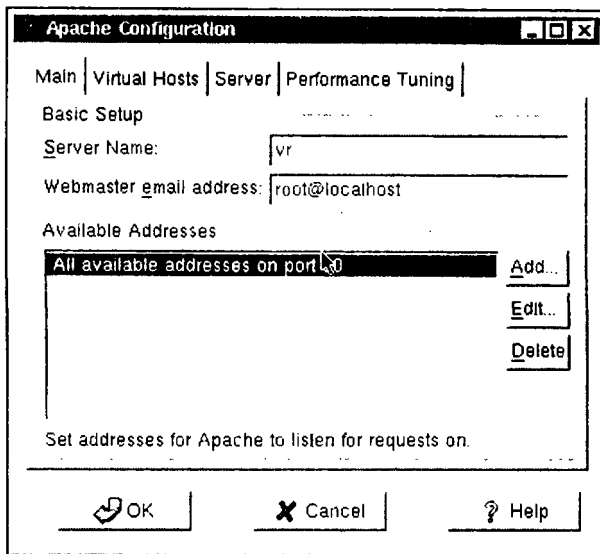 Apache Configuration
Main Virtual Hosts Server Performance Tuning
Basic Setup
Server Name: vr
Webmaster email address: root@localhost
Available Addresses
All available addresses on port
Add...
Edit...
Delete
Set addresses for Apache to listen for requests on.
OK Cancel Help